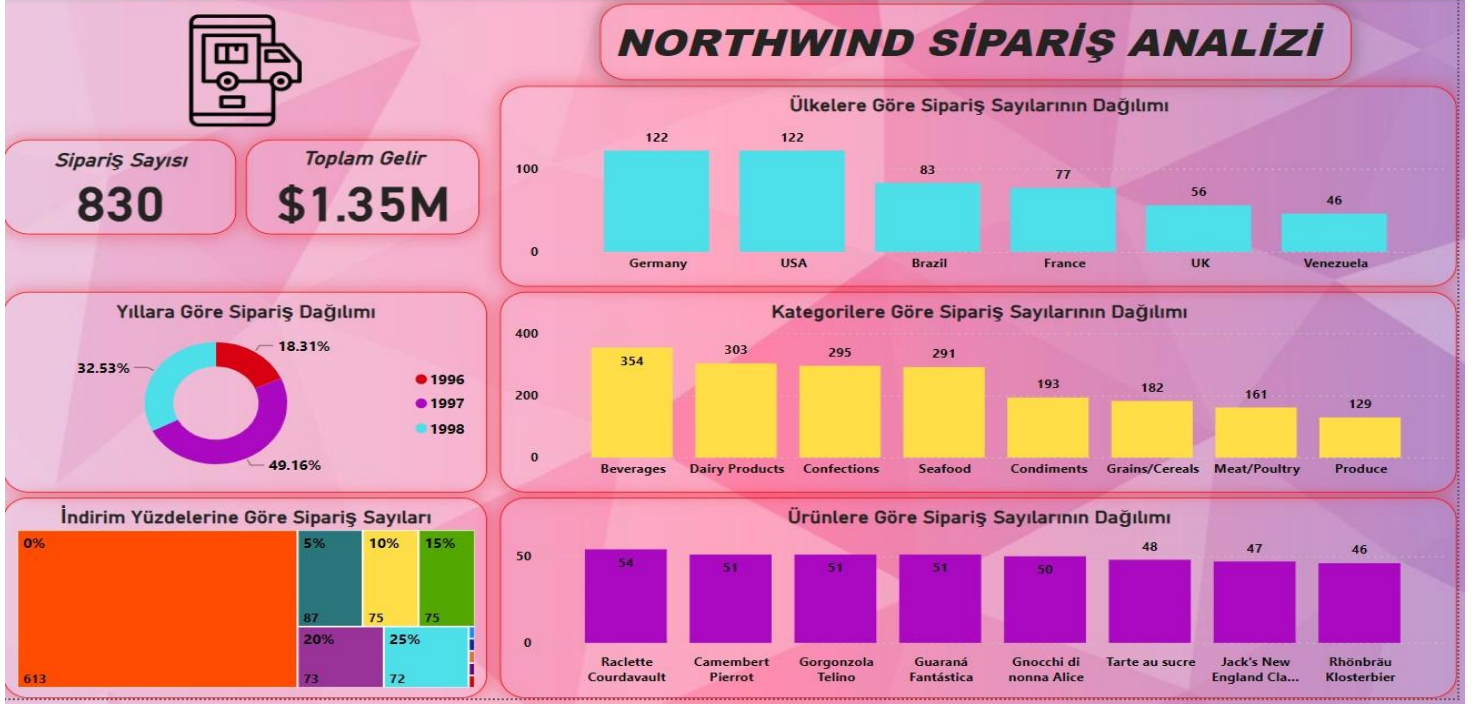 NORTHWIND SİPARİŞ ANALİZİ
Sipariş Sayısı
830
Toplam Gelir
$1.35M
Ülkelere Göre Sipariş Sayılarının Dağılımı
100
0
122
122
83
77
56
46
Germany
USA
Brazil
France
UK
Venezuela
Yıllara Göre Sipariş Dağılımı
18.31%
32.53%
49.16%
1996
1997
1998
Kategorilere Göre Sipariş Sayılarının Dağılımı
400
200
0
354
303
295
291
193
182
161
129
Beverages
Dairy Products
Confections
Seafood
Condiments
Grains/Cereals
Meat/Poultry
Produce
İndirim Yüzdelerine Göre Sipariş Sayıları
0%
613
5%
87
10%
75
15%
75
20%
73
25%
72
Ürünlere Göre Sipariş Sayılarının Dağılımı
50
0
54
51
51
51
50
48
47
46
Raclette
Courdavault
Camembert
Pierrot
Gorgonzola
Telino
Guaraná
Fantástica
Gnocchi di
nonna Alice
Tarte au sucre
Jack's New
England Cla...
Rhönbräu
Klosterbier